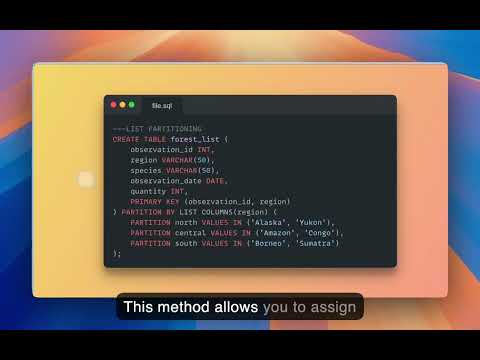 file.sql
---LIST PARTITIONING
CREATE TABLE forest_list (
    observation_id INT,
    region VARCHAR(50),
    species VARCHAR(50),
    observation_date DATE,
    quantity INT,
    PRIMARY KEY (observation_id, region)
) PARTITION BY LIST COLUMNS(region) (
    PARTITION north VALUES IN ('Alaska', 'Yukon'),
    PARTITION central VALUES IN ('Amazon', 'Congo'),
    PARTITION south VALUES IN ('Borneo', 'Sumatra')
);
This method allows you to assign